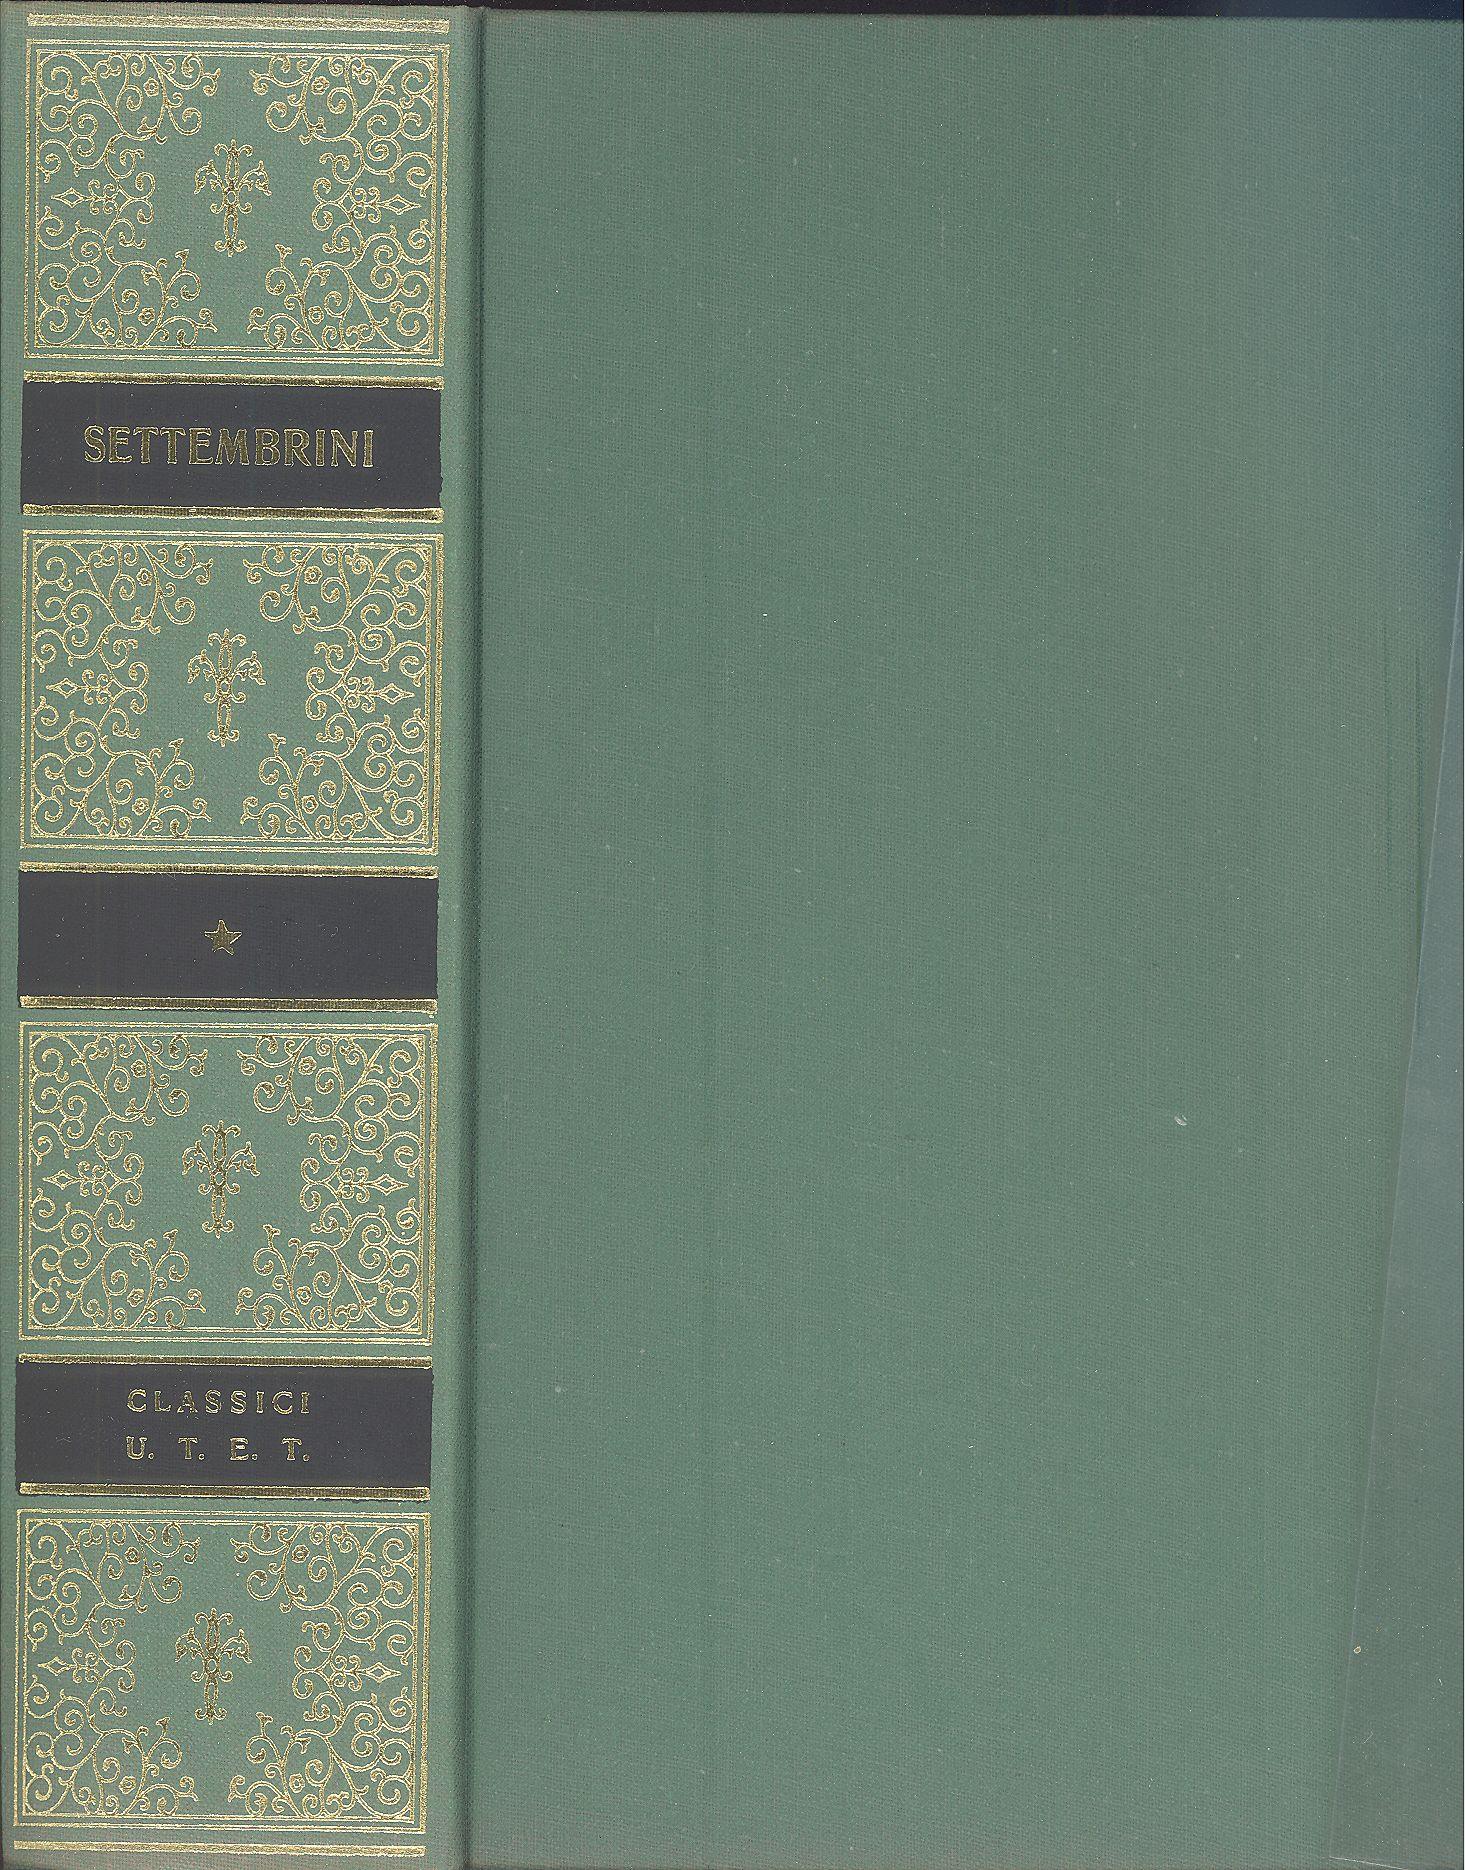 SETTEMBRINI
CLASSICI
U. T. E. T.